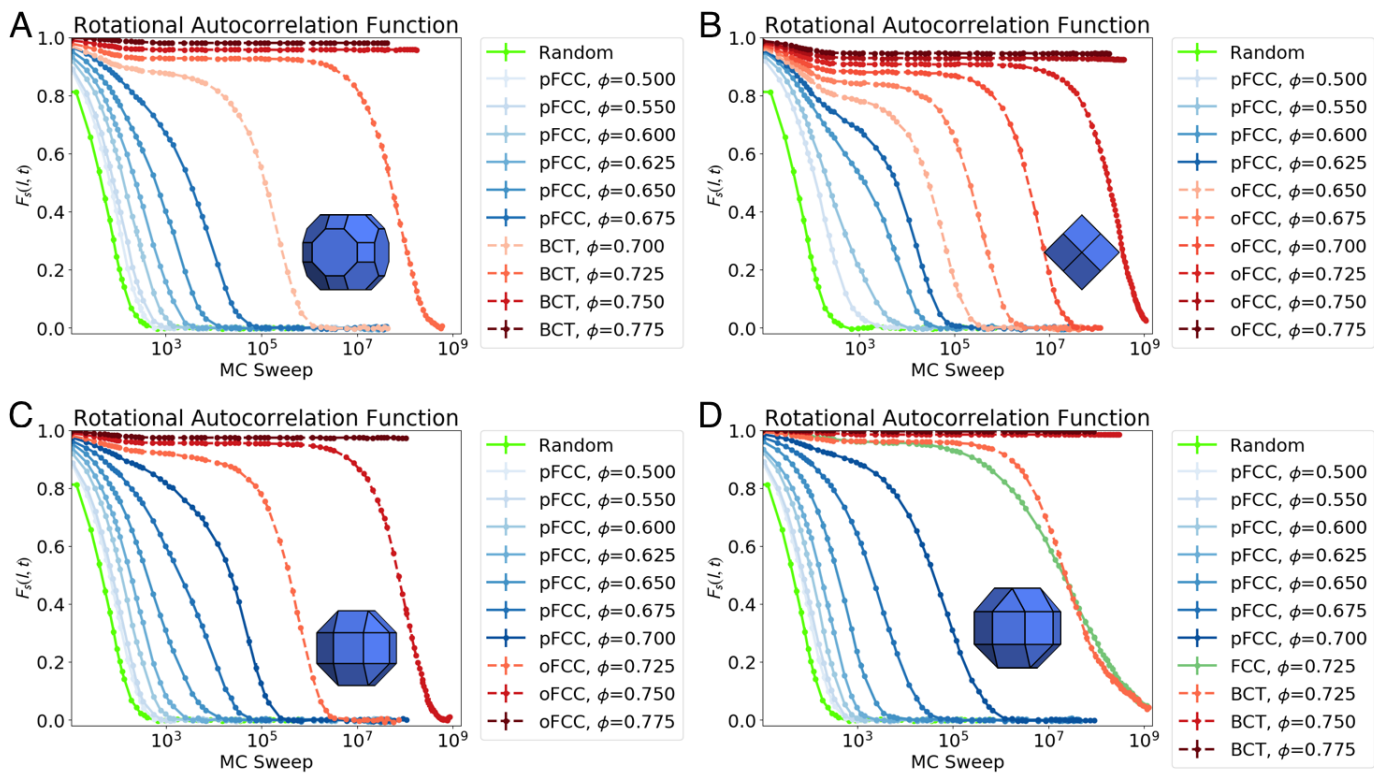 A
Rotational Autocorrelation Function
1.0
0.8
0.6
0.4
0.2
0.0
Fs(l, t)
10^3
10^5
10^7
10^9
MC Sweep
Random
pFCC, ϕ=0.500
pFCC, ϕ=0.550
pFCC, ϕ=0.600
pFCC, ϕ=0.625
pFCC, ϕ=0.650
pFCC, ϕ=0.675
BCT, ϕ=0.700
BCT, ϕ=0.725
BCT, ϕ=0.750
BCT, ϕ=0.775
B
Rotational Autocorrelation Function
1.0
0.8
0.6
0.4
0.2
0.0
Fs(l, t)
10^3
10^5
10^7
10^9
MC Sweep
Random
pFCC, ϕ=0.500
pFCC, ϕ=0.550
pFCC, ϕ=0.600
pFCC, ϕ=0.625
oFCC, ϕ=0.650
oFCC, ϕ=0.675
oFCC, ϕ=0.700
oFCC, ϕ=0.725
oFCC, ϕ=0.750
oFCC, ϕ=0.775
C
Rotational Autocorrelation Function
1.0
0.8
0.6
0.4
0.2
0.0
Fs(l, t)
10^3
10^5
10^7
10^9
MC Sweep
Random
pFCC, ϕ=0.500
pFCC, ϕ=0.550
pFCC, ϕ=0.600
pFCC, ϕ=0.625
pFCC, ϕ=0.650
pFCC, ϕ=0.675
pFCC, ϕ=0.700
oFCC, ϕ=0.725
oFCC, ϕ=0.750
oFCC, ϕ=0.775
D
Rotational Autocorrelation Function
1.0
0.8
0.6
0.4
0.2
0.0
Fs(l, t)
10^3
10^5
10^7
10^9
MC Sweep
Random
pFCC, ϕ=0.500
pFCC, ϕ=0.550
pFCC, ϕ=0.600
pFCC, ϕ=0.625
pFCC, ϕ=0.650
pFCC, ϕ=0.675
pFCC, ϕ=0.700
FCC, ϕ=0.725
BCT, ϕ=0.725
BCT, ϕ=0.750
BCT, ϕ=0.775